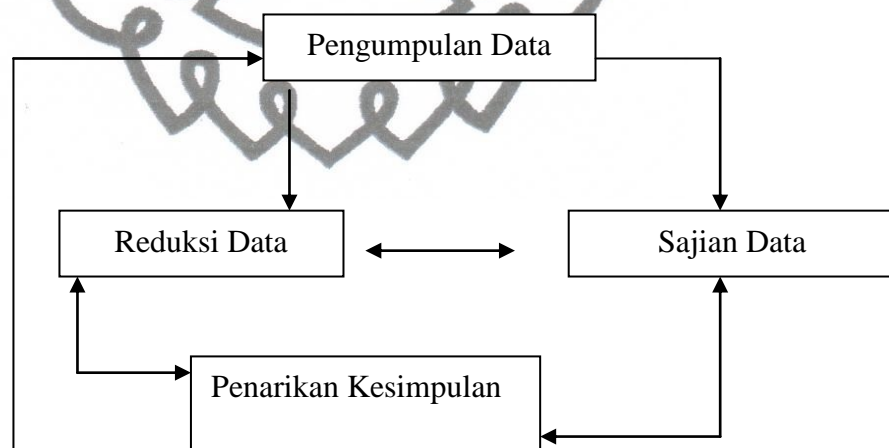 Pengumpulan Data
Reduksi Data
Sajian Data
Penarikan Kesimpulan